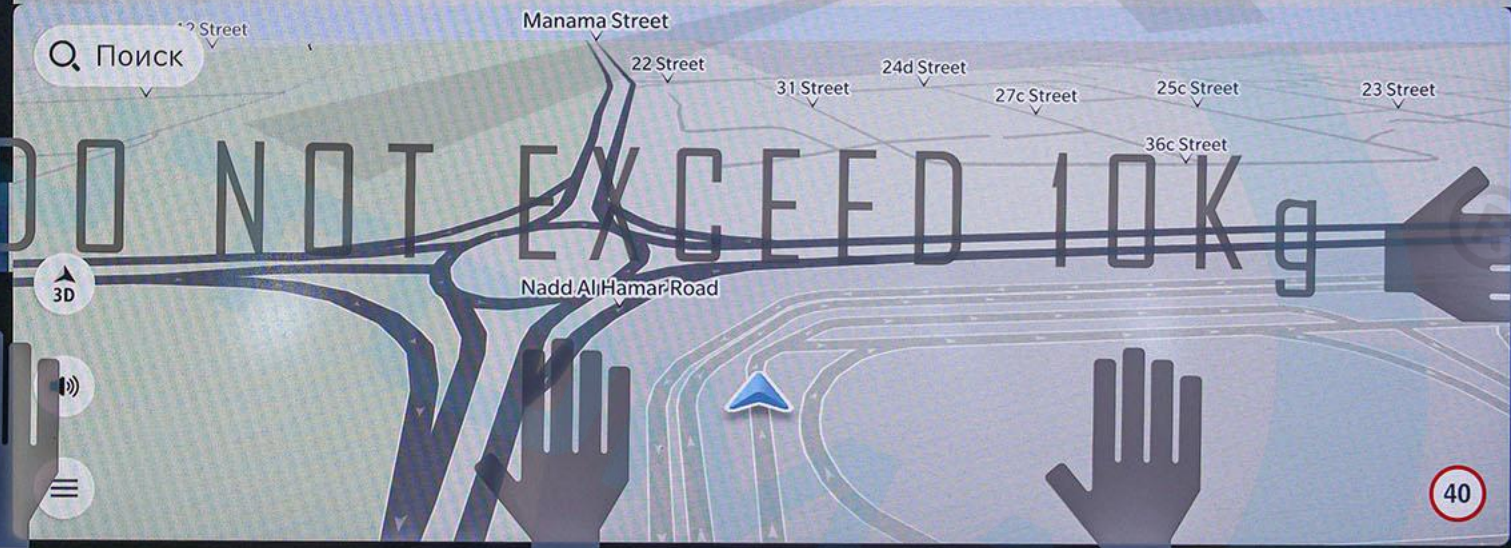 Manama Street
2 Street
Поиск
22 Street
24d Street
31 Street
27c Street
25c Street
23 Street
36c Street
DO NOT EXCEED 10Kg
Nadd Al Hamar Road
3D
40